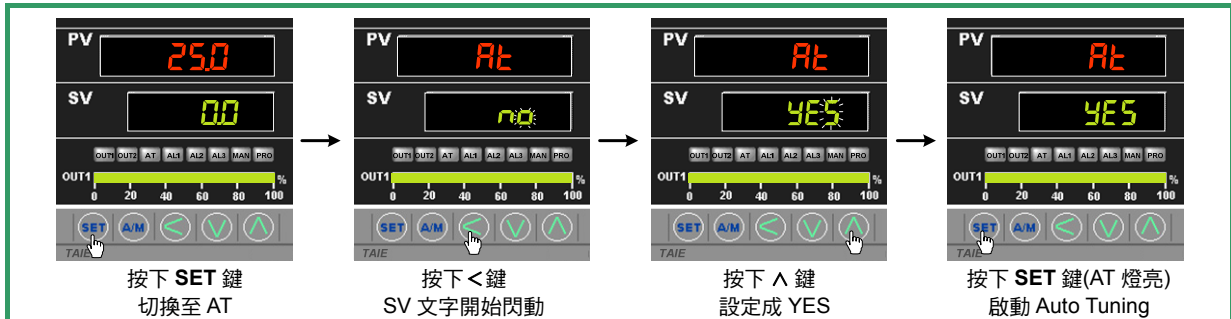 PV
25.0
SV
0.0
OUT1 OUT2 AT AL1 AL2 AL3 MAN PRO
OUT1
%
0 20 40 60 80 100
SET A/M < ∨ ∧
TAIE
按下 SET 鍵
切換至 AT
PV
At
SV
no
OUT1 OUT2 AT AL1 AL2 AL3 MAN PRO
OUT1
%
0 20 40 60 80 100
SET A/M < ∨ ∧
TAIE
按下 < 鍵
SV 文字開始閃動
PV
At
SV
yES
OUT1 OUT2 AT AL1 AL2 AL3 MAN PRO
OUT1
%
0 20 40 60 80 100
SET A/M < ∨ ∧
TAIE
按下 ∧ 鍵
設定成 YES
PV
At
SV
yES
OUT1 OUT2 AT AL1 AL2 AL3 MAN PRO
OUT1
%
0 20 40 60 80 100
SET A/M < ∨ ∧
TAIE
按下 SET 鍵(AT 燈亮)
啟動 Auto Tuning